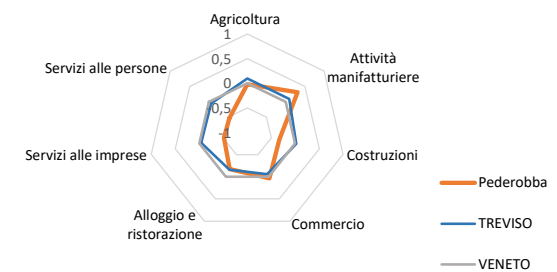 Agricoltura
1
0,5
0
0,5
-1
Attività
manifatturiere
Costruzioni
Commercio
Alloggio e
ristorazione
Servizi alle imprese
Servizi alle persone
Pederobba
TREVISO
VENETO